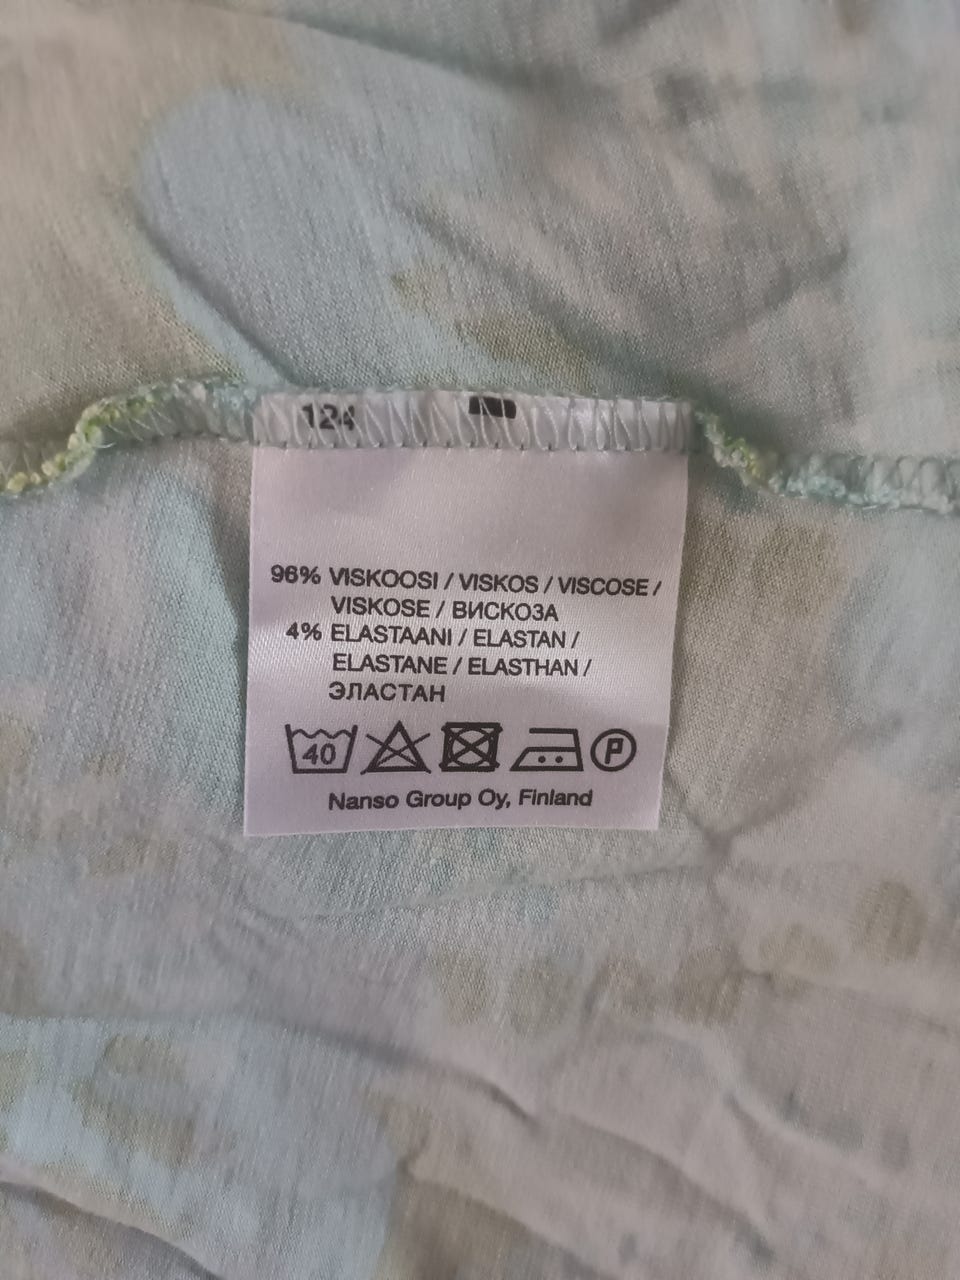 124
96% VISKOOSI / VISKOS / VISCOSE /
VISKOSE / ВИСКОЗА
4% ELASTAANI / ELASTAN /
ELASTANE / ELASTHAN /
ЭЛАСТАН
40
P
Nanso Group Oy, Finland